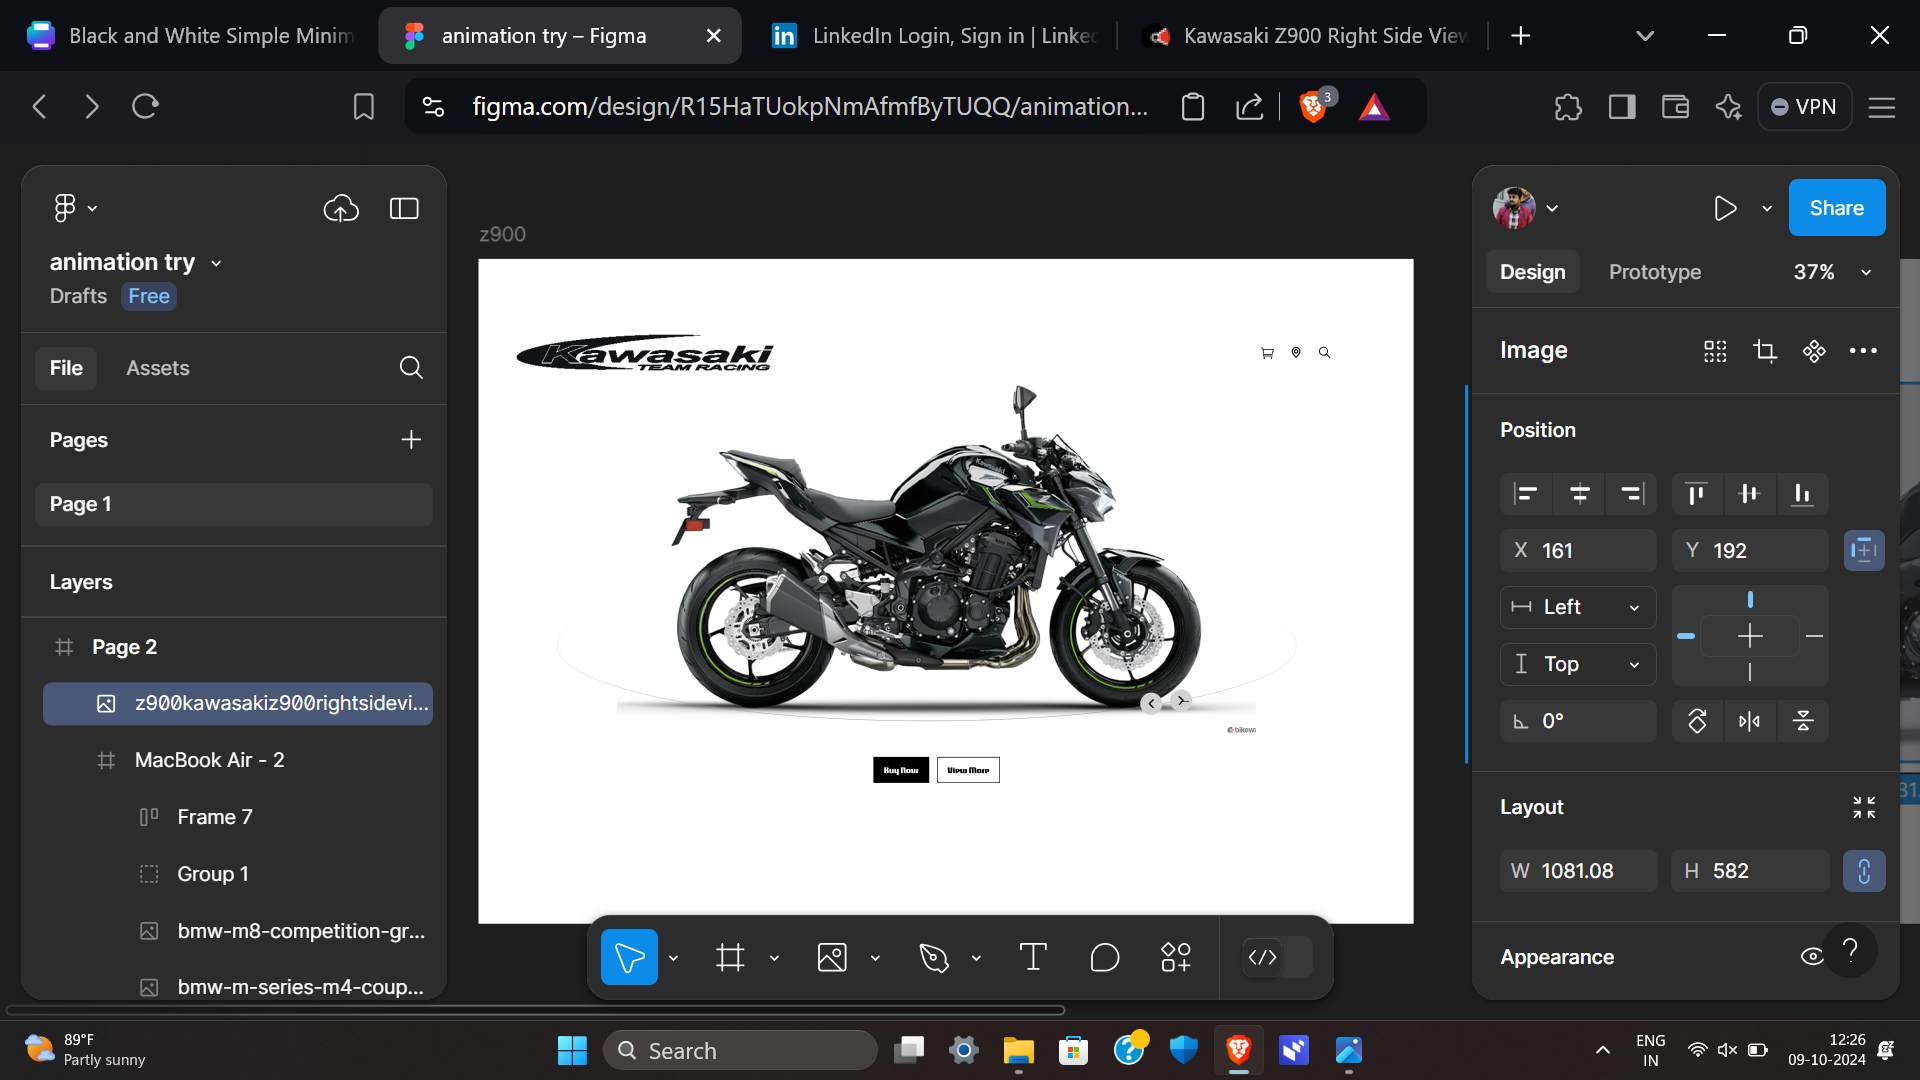 Black and White Simple Minim
animation try – Figma
LinkedIn Login, Sign in | Linke
Kawasaki Z900 Right Side View
figma.com/design/R15HaTUokpNmAfmfByTUQQ/animation...
3
VPN
animation try
Drafts
Free
File
Assets
Pages
Page 1
Layers
Page 2
z900kawasakiz900rightsidevi...
MacBook Air - 2
Frame 7
Group 1
bmw-m8-competition-gr...
bmw-m-series-m4-coup...
z900
Kawasaki
TEAM RACING
Kawasaki
bikewa
Buy Now
View More
Share
Design
Prototype
37%
Image
Position
X 161
Y 192
Left
Top
0°
Layout
W 1081.08
H 582
Appearance
?
89°F
Partly sunny
Search
ENG
IN
12:26
09-10-2024